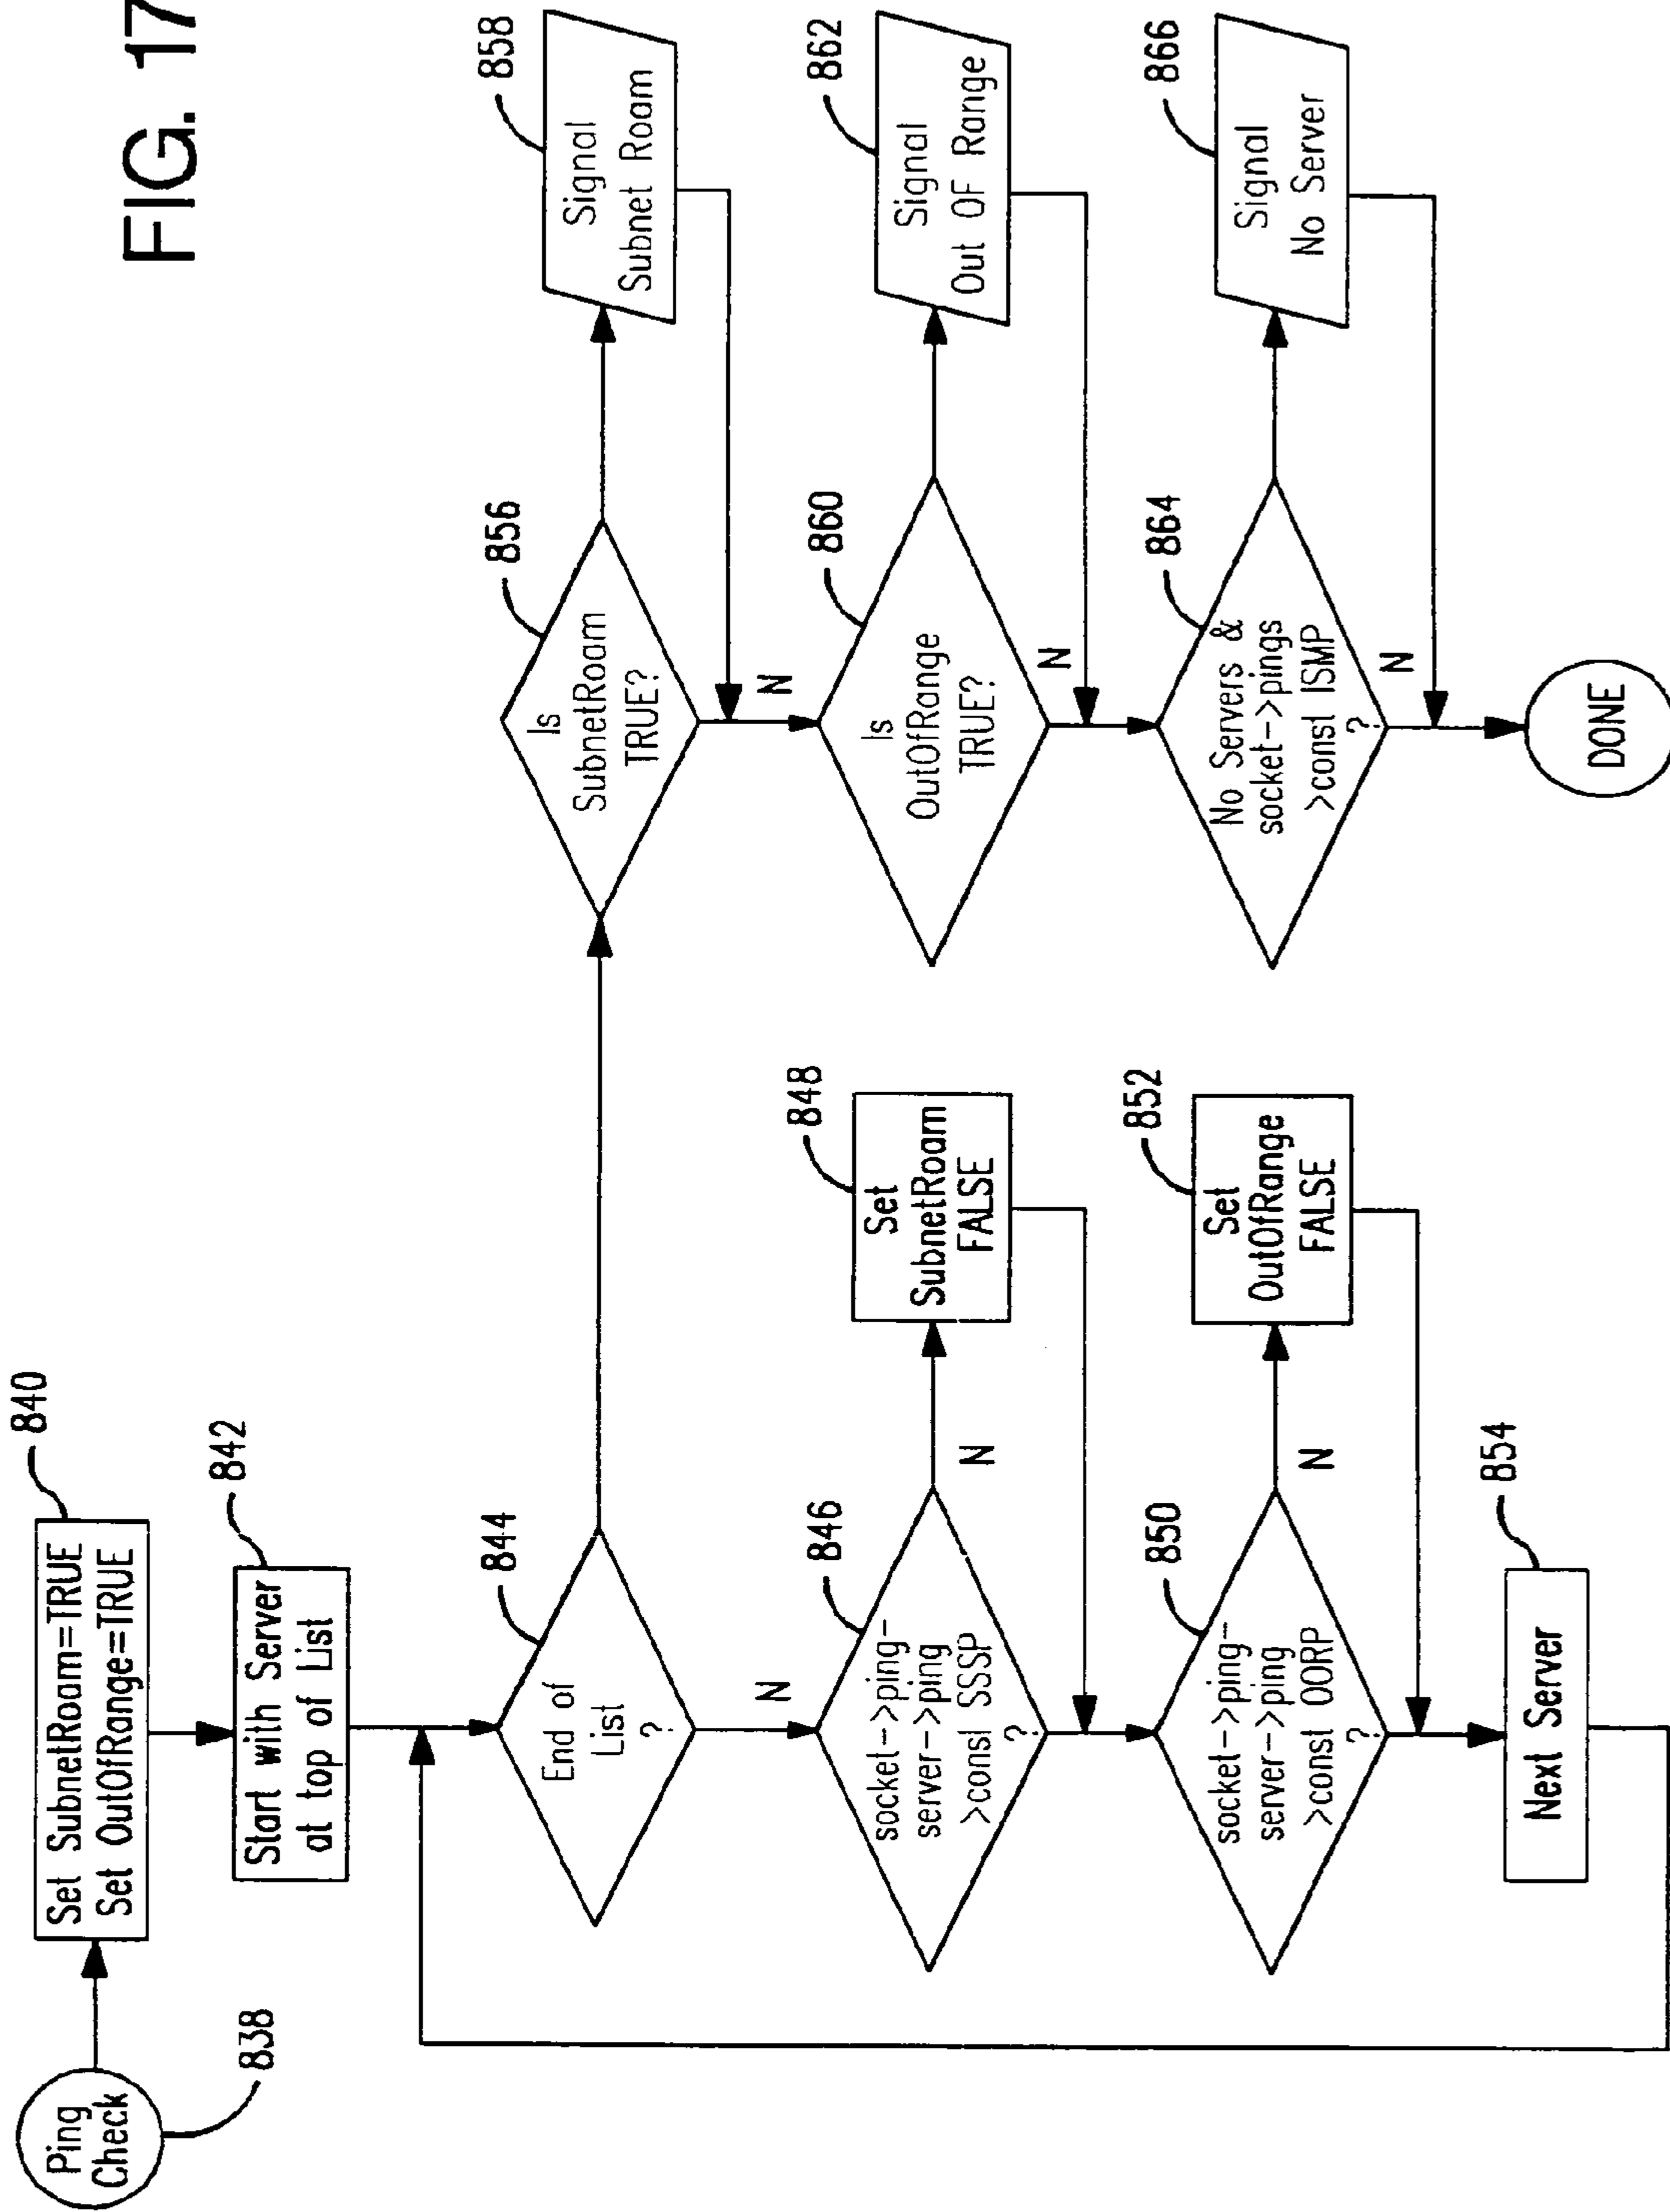 FIG. 17
Ping
Check
838
Set SubnetRoam=TRUE
Set OutOfRange=TRUE
840
Start with Server
at top of List
842
End of
List
?
844
N
socket->ping-
server->ping
>const SSSP
?
846
N
Set
SubnetRoam
FALSE
848
socket->ping-
server->ping
>const OORP
?
850
N
Set
OutOfRange
FALSE
852
Next Server
854
Is
SubnetRoam
TRUE?
856
N
Signal
Subnet Roam
858
Is
OutOfRange
TRUE?
860
N
Signal
Out OF Range
862
No Servers &
socket->pings
>const ISMP
?
864
N
Signal
No Server
866
DONE